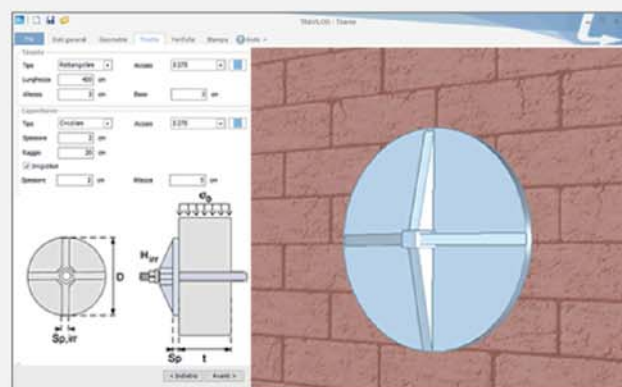 TRAVILOG - Tirante
File Dati generali Geometria Tirante Verifiche Stampa Aiuto
Tirante
Tipo Rettangolare Acciaio S 275
Lunghezza 400 cm
Altezza 3 cm Base 3 cm
Capochiave
Tipo Circolare Acciaio S 275
Spessore 2 cm
Raggio 20 cm
Irrigiditori
Spessore 2 cm Altezza 5 cm
σ0
Hirr
D
Sp,irr
Sp t
< Indietro Avanti >